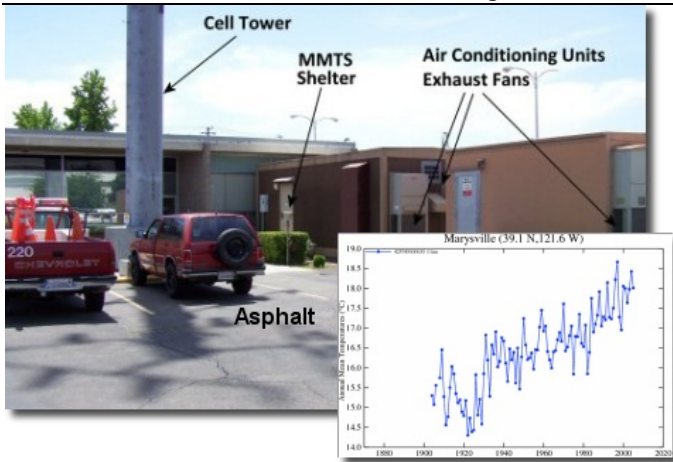 Cell Tower
MMTS
Shelter
Air Conditioning Units
Exhaust Fans
220
CHEVROLET
Asphalt
Marysville (39.1 N,121.6 W)
Annual Mean Temperatures (°C)
19.0
18.5
18.0
17.5
17.0
16.5
16.0
15.5
15.0
14.5
14.0
1880 1900 1920 1940 1960 1980 2000 2020